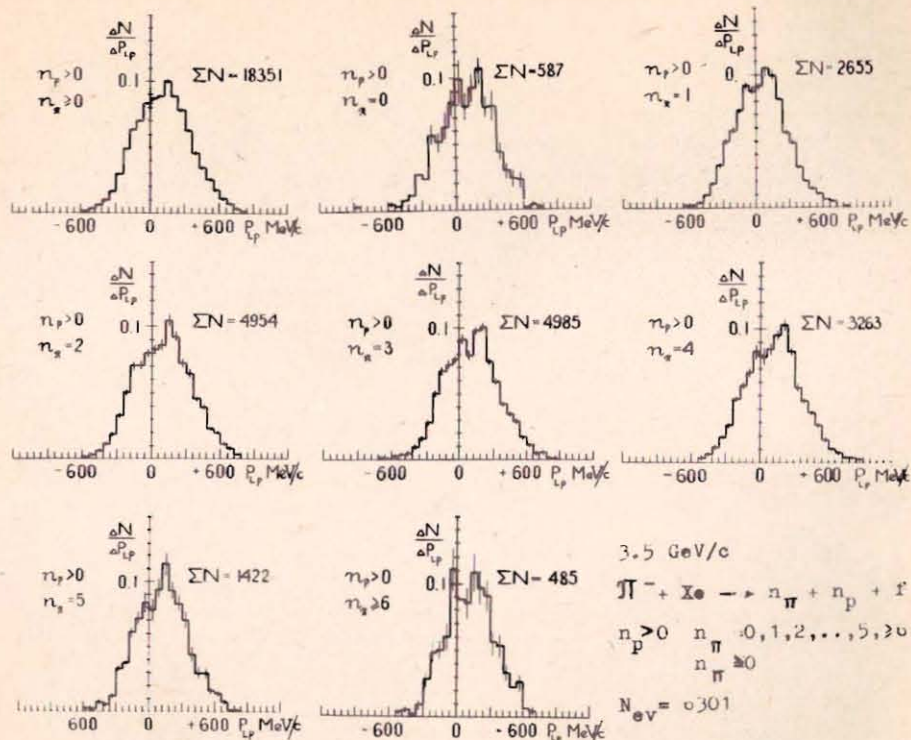 ΔN/ΔP_Lp
n_p>0
n_π≥0
0.1
ΣN=18351
-600 0 +600 P_Lp MeV/c
ΔN/ΔP_Lp
n_p>0
n_π=0
0.1
ΣN=587
-600 0 +600 P_Lp MeV/c
ΔN/ΔP_Lp
n_p>0
n_π=1
0.
ΣN=2655
-600 0 +600 P_Lp MeV/c
ΔN/ΔP_Lp
n_p>0
n_π=2
0.1
ΣN=4954
-600 0 +600 P_Lp MeV/c
ΔN/ΔP_Lp
n_p>0
n_π=3
0.1
ΣN=4985
-600 0 +600 P_Lp MeV/c
ΔN/ΔP_Lp
n_p>0
n_π=4
0.1
ΣN=3263
-600 0 +600 P_Lp MeV/c
ΔN/ΔP_Lp
n_p>0
n_π=5
0.1
ΣN=1422
600 0 +600 P_Lp MeV/c
ΔN/ΔP_Lp
n_p>0
n_π≥6
0.1
ΣN=485
-600 0 -600 P_Lp MeV/c
3.5 GeV/c
π⁻ + Xe → n_π + n_p + f
n_p>0 n_π =0,1,2,..,5,≥6
n_π ≥0
N_ev= 6301